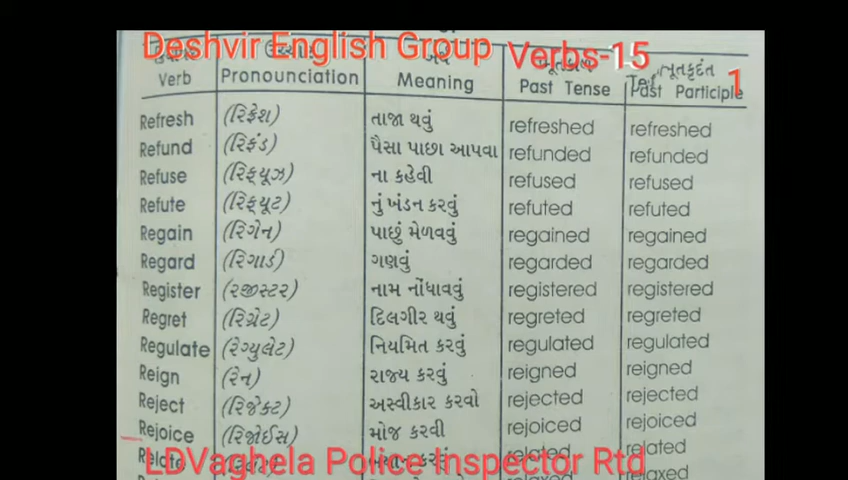 Deshvir English Group Verbs-15
1
Verb Pronounciation Meaning Past Tense Past Participle
Refresh (રિફ્રેશ) તાજા થવું refreshed refreshed
Refund (રિફંડ) પૈસા પાછા આપવા refunded refunded
Refuse (રિફ્યૂઝ) ના કહેવી refused refused
Refute (રિફ્યૂટ) નું ખંડન કરવું refuted refuted
Regain (રિગેન) પાછું મેળવવું regained regained
Regard (રિગાર્ડ) ગણવું regarded regarded
Register (રજીસ્ટર) નામ નોંધાવવું registered registered
Regret (રિગ્રેટ) દિલગીર થવું regreted regreted
Regulate (રેગ્યુલેટ) નિયમિત કરવું regulated regulated
Reign (રેન) રાજ્ય કરવું reigned reigned
Reject (રિજેક્ટ) અસ્વીકાર કરવો rejected rejected
Rejoice (રિજોઈસ) મોજ કરવી rejoiced rejoiced
Relate related related
LDVaghela Police Inspector Rtd